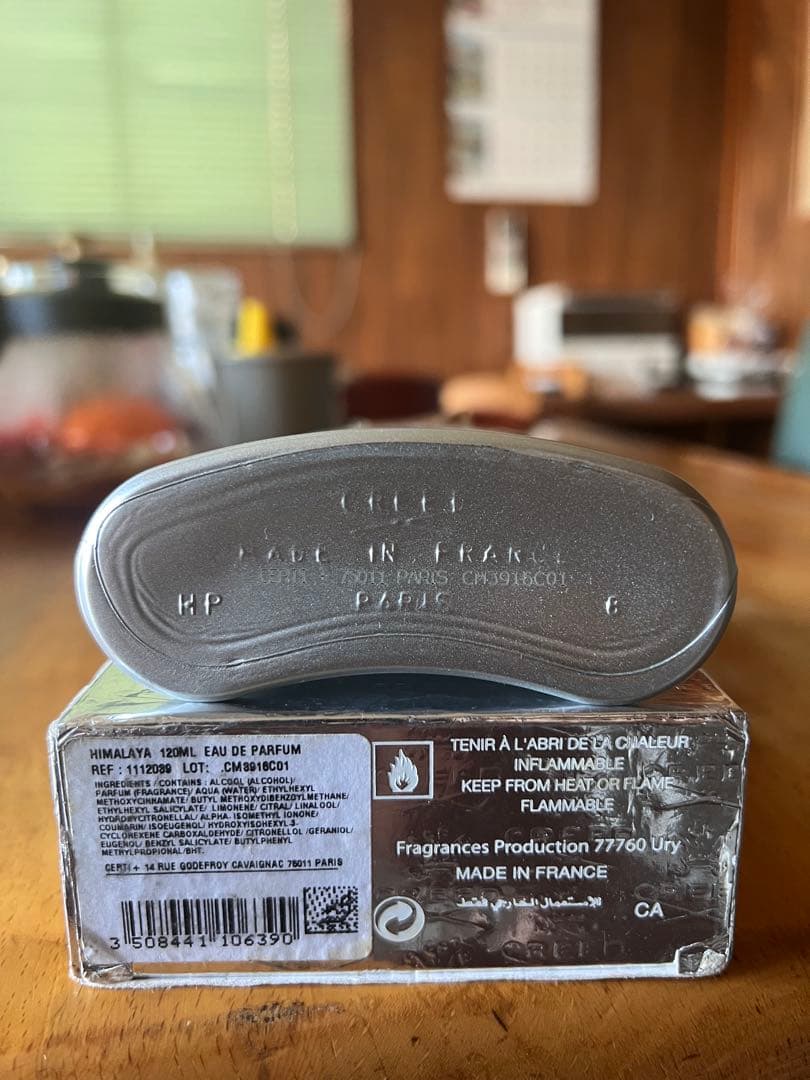 CREED
MADE IN FRANCE
CERTI + 75011 PARIS CM3916C01
HP PARIS 6
HIMALAYA 120ML EAU DE PARFUM
REF : 1112039 LOT: CM3916C01
INGREDIENTS / CONTAINS : ALCOOL (ALCOHOL)/
PARFUM (FRAGRANCE)/ AQUA (WATER)/ ETHYLHEXYL
METHOXYCINNAMATE/ BUTYL METHOXYDIBENZOYLMETHANE/
ETHYLHEXYL SALICYLATE/ LIMONENE/ CITRAL/ LINALOOL/
HYDROXYCITRONELLAL/ ALPHA. ISOMETHYL IONONE/
COUMARIN/ ISOEUGENOL/ HYDROXYISOHEXYL 3-
CYCLOHEXENE CARBOXALDEHYDE/ CITRONELLOL /GERANIOL/
EUGENOL/ BENZYL SALICYLATE/ BUTYLPHENYL
METHYLPROPIONAL/BHT.
CERTI + 14 RUE GODEFROY CAVAIGNAC 75011 PARIS
3 508441 106390
TENIR À L'ABRI DE LA CHALEUR
INFLAMMABLE
KEEP FROM HEAT OR FLAME
FLAMMABLE
Fragrances Production 77760 Ury
MADE IN FRANCE
للإستعمال الخارجي فقط
CA
CREED